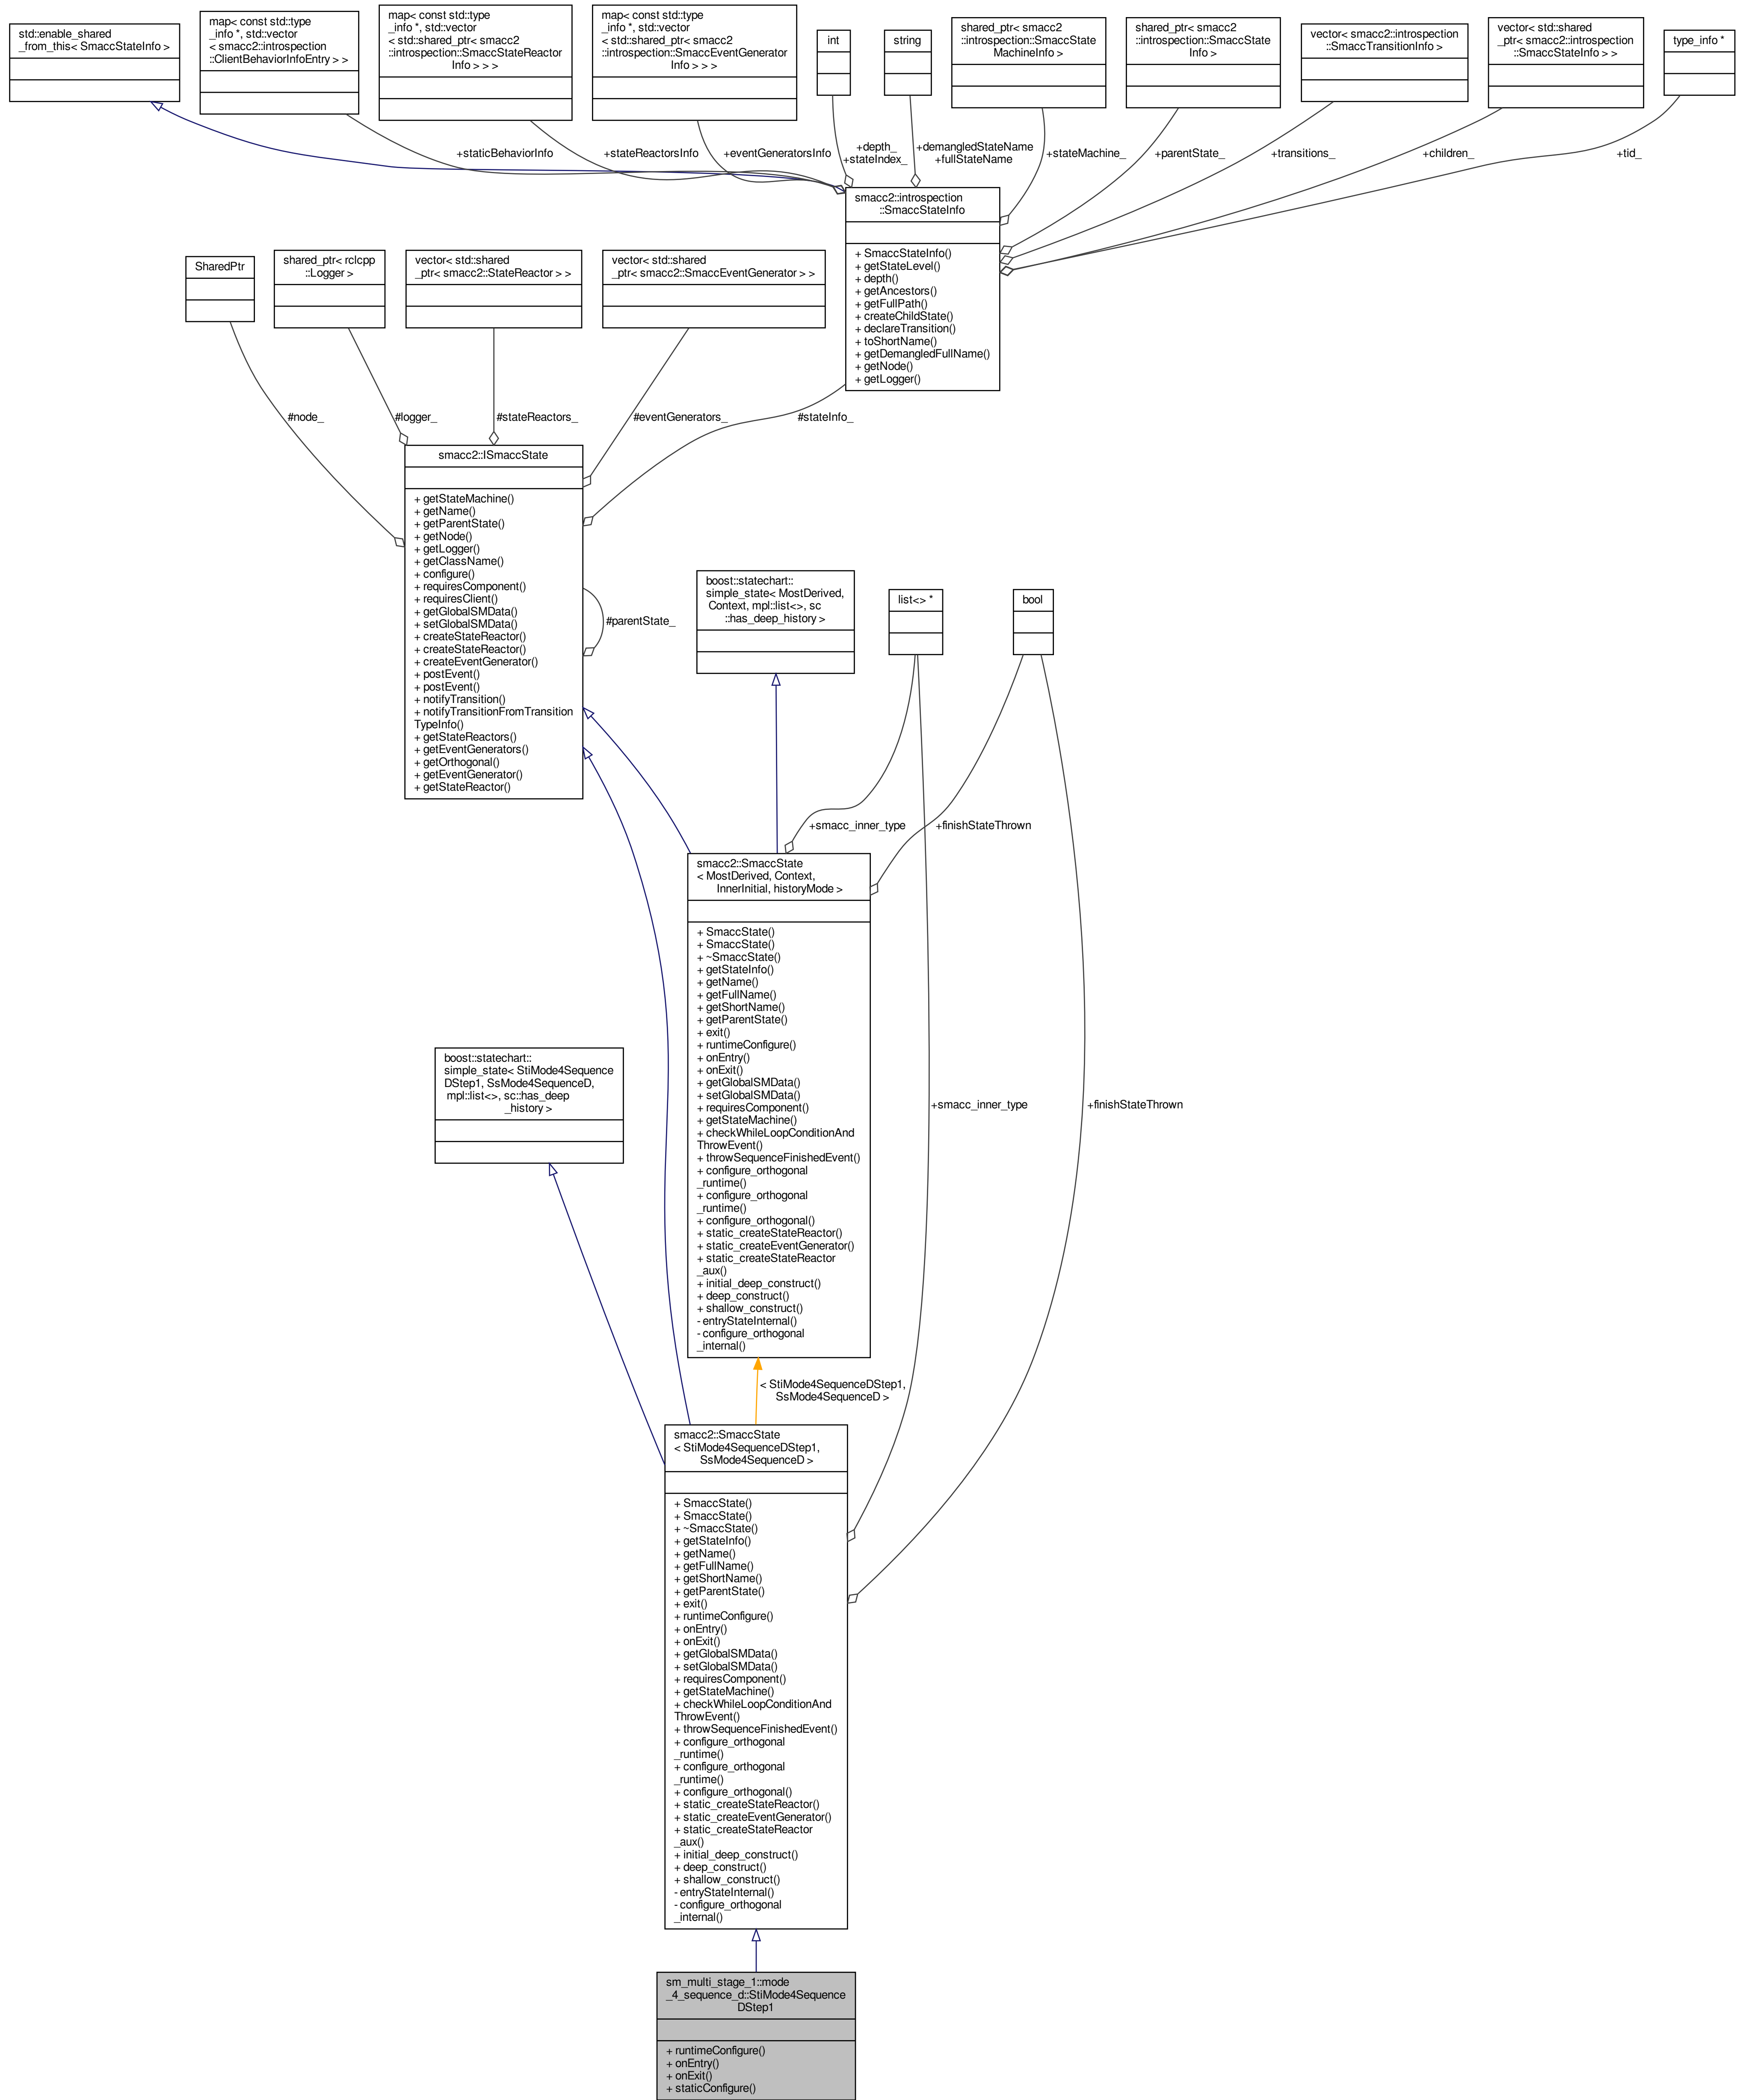 std::enable_shared
_from_this< SmaccStateInfo >
map< const std::type
_info *, std::vector
< smacc2::introspection
::ClientBehaviorInfoEntry > >
map< const std::type
_info *, std::vector
< std::shared_ptr< smacc2
::introspection::SmaccStateReactor
Info > > >
map< const std::type
_info *, std::vector
< std::shared_ptr< smacc2
::introspection::SmaccEventGenerator
Info > > >
int
string
shared_ptr< smacc2
::introspection::SmaccState
MachineInfo >
shared_ptr< smacc2
::introspection::SmaccState
Info >
vector< smacc2::introspection
::SmaccTransitionInfo >
vector< std::shared
_ptr< smacc2::introspection
::SmaccStateInfo > >
type_info *
+staticBehaviorInfo
+stateReactorsInfo
+eventGeneratorsInfo
+depth_
+stateIndex_
+demangledStateName
+fullStateName
+stateMachine_
+parentState_
+transitions_
+children_
+tid_
smacc2::introspection
::SmaccStateInfo
+ SmaccStateInfo()
+ getStateLevel()
+ depth()
+ getAncestors()
+ getFullPath()
+ createChildState()
+ declareTransition()
+ toShortName()
+ getDemangledFullName()
+ getNode()
+ getLogger()
SharedPtr
shared_ptr< rclcpp
::Logger >
vector< std::shared
_ptr< smacc2::StateReactor > >
vector< std::shared
_ptr< smacc2::SmaccEventGenerator > >
#node_
#logger_
#stateReactors_
#eventGenerators_
#stateInfo_
smacc2::ISmaccState
+ getStateMachine()
+ getName()
+ getParentState()
+ getNode()
+ getLogger()
+ getClassName()
+ configure()
+ requiresComponent()
+ requiresClient()
+ getGlobalSMData()
+ setGlobalSMData()
+ createStateReactor()
+ createStateReactor()
+ createEventGenerator()
+ postEvent()
+ postEvent()
+ notifyTransition()
+ notifyTransitionFromTransition
TypeInfo()
+ getStateReactors()
+ getEventGenerators()
+ getOrthogonal()
+ getEventGenerator()
+ getStateReactor()
#parentState_
boost::statechart::
simple_state< MostDerived,
Context, mpl::list<>, sc
::has_deep_history >
list<> *
bool
+smacc_inner_type
+finishStateThrown
smacc2::SmaccState
< MostDerived, Context,
InnerInitial, historyMode >
+ SmaccState()
+ SmaccState()
+ ~SmaccState()
+ getStateInfo()
+ getName()
+ getFullName()
+ getShortName()
+ getParentState()
+ exit()
+ runtimeConfigure()
+ onEntry()
+ onExit()
+ getGlobalSMData()
+ setGlobalSMData()
+ requiresComponent()
+ getStateMachine()
+ checkWhileLoopConditionAnd
ThrowEvent()
+ throwSequenceFinishedEvent()
+ configure_orthogonal
_runtime()
+ configure_orthogonal
_runtime()
+ configure_orthogonal()
+ static_createStateReactor()
+ static_createEventGenerator()
+ static_createStateReactor
_aux()
+ initial_deep_construct()
+ deep_construct()
+ shallow_construct()
- entryStateInternal()
- configure_orthogonal
_internal()
boost::statechart::
simple_state< StiMode4Sequence
DStep1, SsMode4SequenceD,
mpl::list<>, sc::has_deep
_history >
+smacc_inner_type
+finishStateThrown
< StiMode4SequenceDStep1,
SsMode4SequenceD >
smacc2::SmaccState
< StiMode4SequenceDStep1,
SsMode4SequenceD >
+ SmaccState()
+ SmaccState()
+ ~SmaccState()
+ getStateInfo()
+ getName()
+ getFullName()
+ getShortName()
+ getParentState()
+ exit()
+ runtimeConfigure()
+ onEntry()
+ onExit()
+ getGlobalSMData()
+ setGlobalSMData()
+ requiresComponent()
+ getStateMachine()
+ checkWhileLoopConditionAnd
ThrowEvent()
+ throwSequenceFinishedEvent()
+ configure_orthogonal
_runtime()
+ configure_orthogonal
_runtime()
+ configure_orthogonal()
+ static_createStateReactor()
+ static_createEventGenerator()
+ static_createStateReactor
_aux()
+ initial_deep_construct()
+ deep_construct()
+ shallow_construct()
- entryStateInternal()
- configure_orthogonal
_internal()
sm_multi_stage_1::mode
_4_sequence_d::StiMode4Sequence
DStep1
+ runtimeConfigure()
+ onEntry()
+ onExit()
+ staticConfigure()